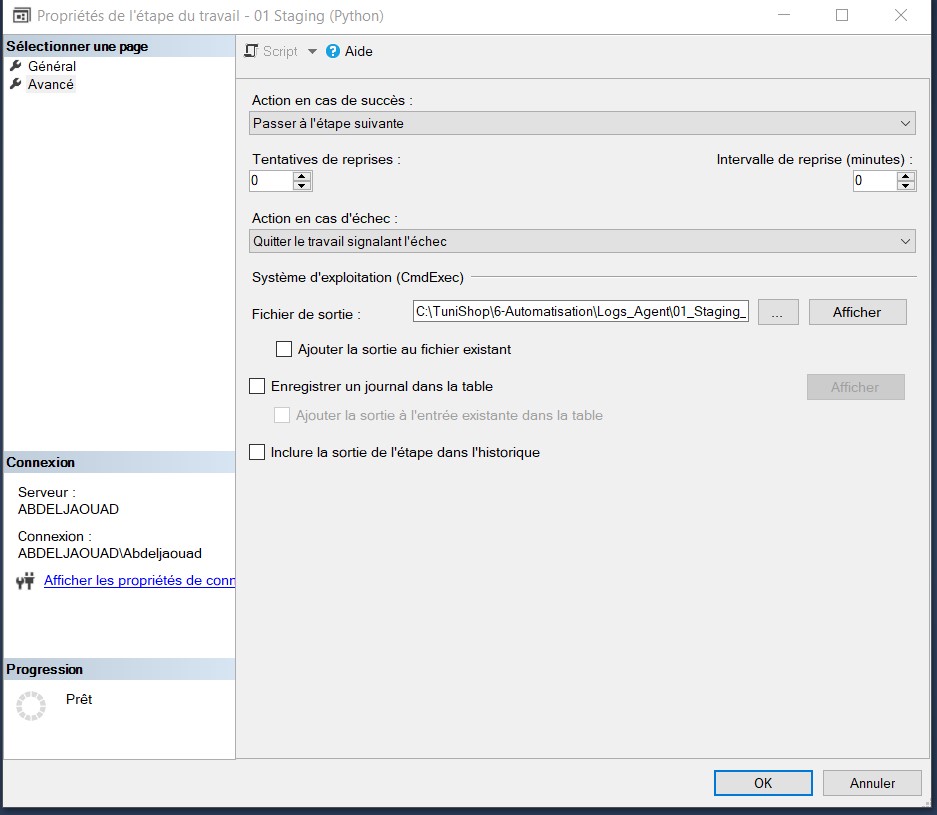 Propriétés de l'étape du travail - 01 Staging (Python)
Sélectionner une page
Général
Avancé
Script
Aide
Action en cas de succès :
Passer à l'étape suivante
Tentatives de reprises :
Intervalle de reprise (minutes) :
0
0
Action en cas d'échec :
Quitter le travail signalant l'échec
Système d'exploitation (CmdExec)
Fichier de sortie :
C:\TuniShop\6-Automatisation\Logs_Agent\01_Staging_
...
Afficher
Ajouter la sortie au fichier existant
Enregistrer un journal dans la table
Afficher
Ajouter la sortie à l'entrée existante dans la table
Inclure la sortie de l'étape dans l'historique
Connexion
Serveur :
ABDELJAOUAD
Connexion :
ABDELJAOUAD\Abdeljaouad
Afficher les propriétés de conn
Progression
Prêt
OK
Annuler